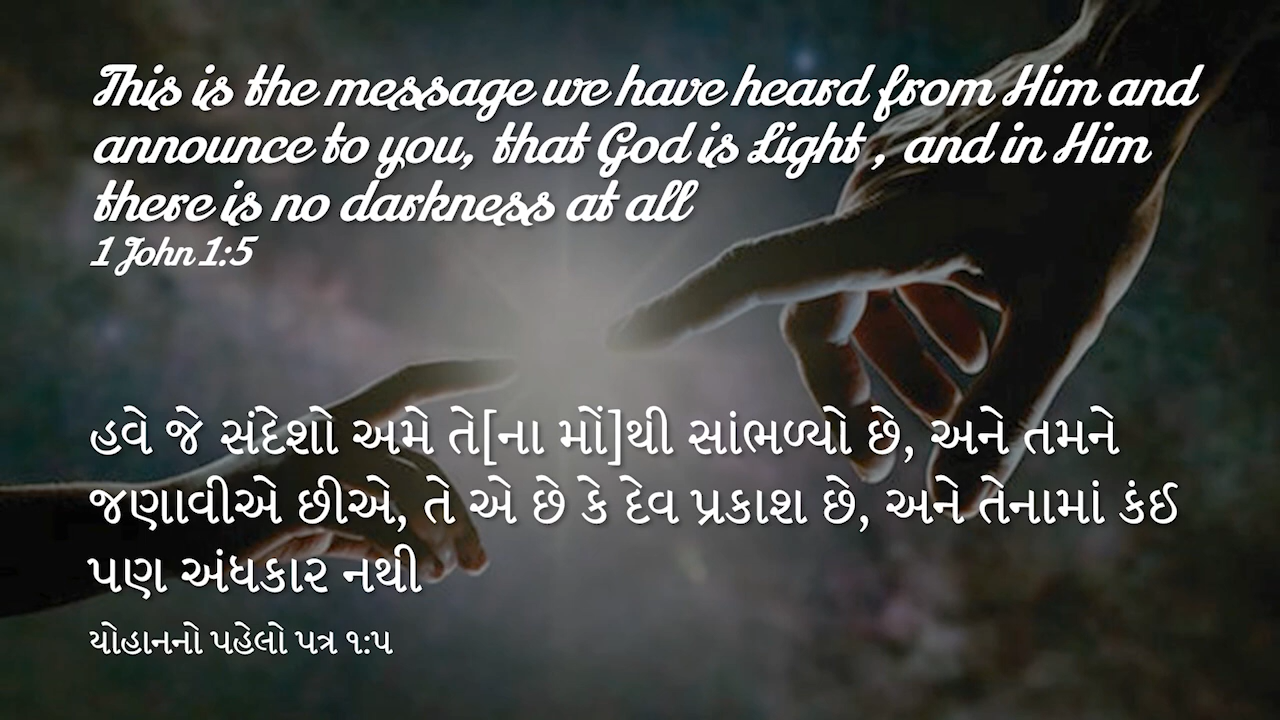 This is the message we have heard from Him and
announce to you, that God is Light , and in Him
there is no darkness at all
1 John 1:5
હવે જે સંદેશો અમે તે[ના મોં]થી સાંભળ્યો છે, અને તમને
જણાવીએ છીએ, તે એ છે કે દેવ પ્રકાશ છે, અને તેનામાં કંઈ
પણ અંધકાર નથી
યોહાનનો પહેલો પત્ર ૧:૫